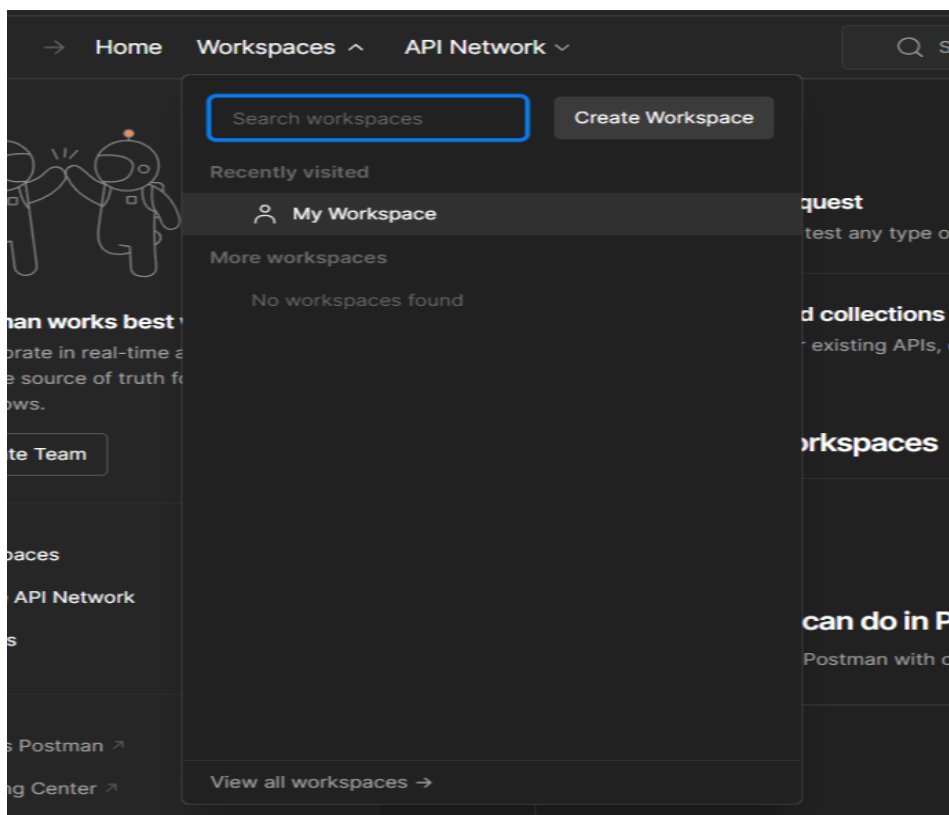 Home Workspaces API Network S
Search workspaces Create Workspace
Recently visited
My Workspace
More workspaces
No workspaces found
View all workspaces →
nan works best
orate in real-time a
e source of truth fo
ows.
te Team
paces
API Network
s
s Postman ↗
ng Center ↗
quest
test any type o
d collections
existing APIs,
orkspaces
can do in P
Postman with c